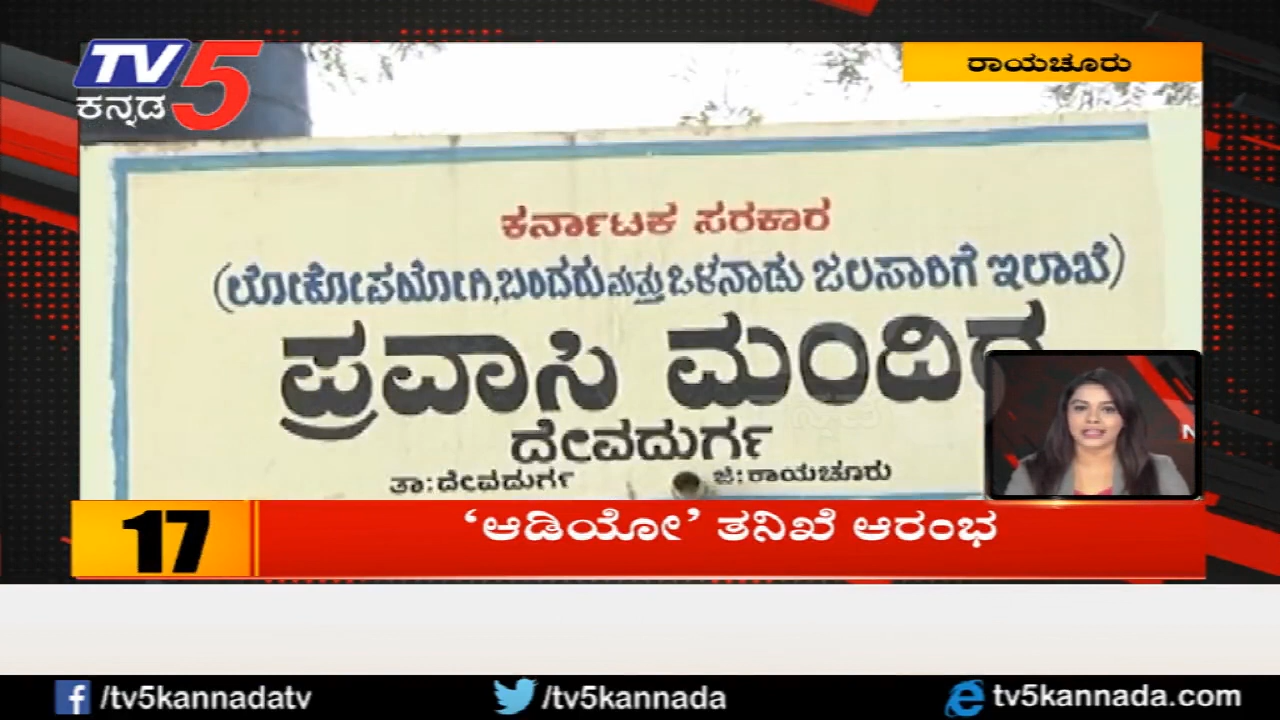 TV5
ಕನ್ನಡ
ರಾಯಚೂರು
ಕರ್ನಾಟಕ ಸರಕಾರ
(ಲೋಕೋಪಯೋಗಿ,ಬಂದರು ಮತ್ತು ಒಳನಾಡು ಜಲಸಾರಿಗೆ ಇಲಾಖೆ)
ಪ್ರವಾಸಿ ಮಂದಿರ
ದೇವದುರ್ಗ
ತಾ:ದೇವದುರ್ಗ ಜಿ:ರಾಯಚೂರು
17 ‘ಆಡಿಯೋ’ ತನಿಖೆ ಆರಂಭ
/tv5kannadatv /tv5kannada tv5kannada.com